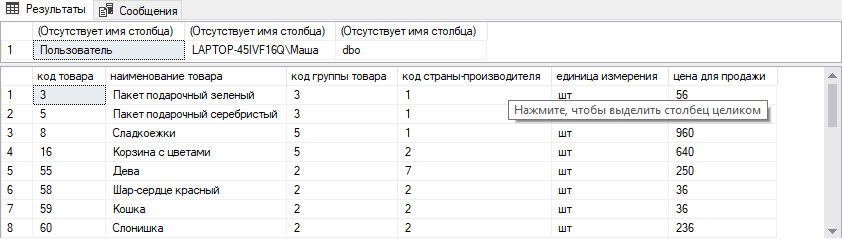 Результаты Сообщения
(Отсутствует имя столбца) (Отсутствует имя столбца) (Отсутствует имя столбца)
1 Пользователь LAPTOP-45IVF16Q\Маша dbo
код товара наименование товара код группы товара код страны-производителя единица измерения цена для продажи
1 3 Пакет подарочный зеленый 3 1 шт 56
2 5 Пакет подарочный серебристый 3 1
Нажмите, чтобы выделить столбец целиком
3 8 Сладкоежки 5 1 шт 960
4 16 Корзина с цветами 5 2 шт 640
5 55 Дева 2 7 шт 250
6 58 Шар-сердце красный 2 2 шт 36
7 59 Кошка 2 2 шт 36
8 60 Слонишка 2 2 шт 236